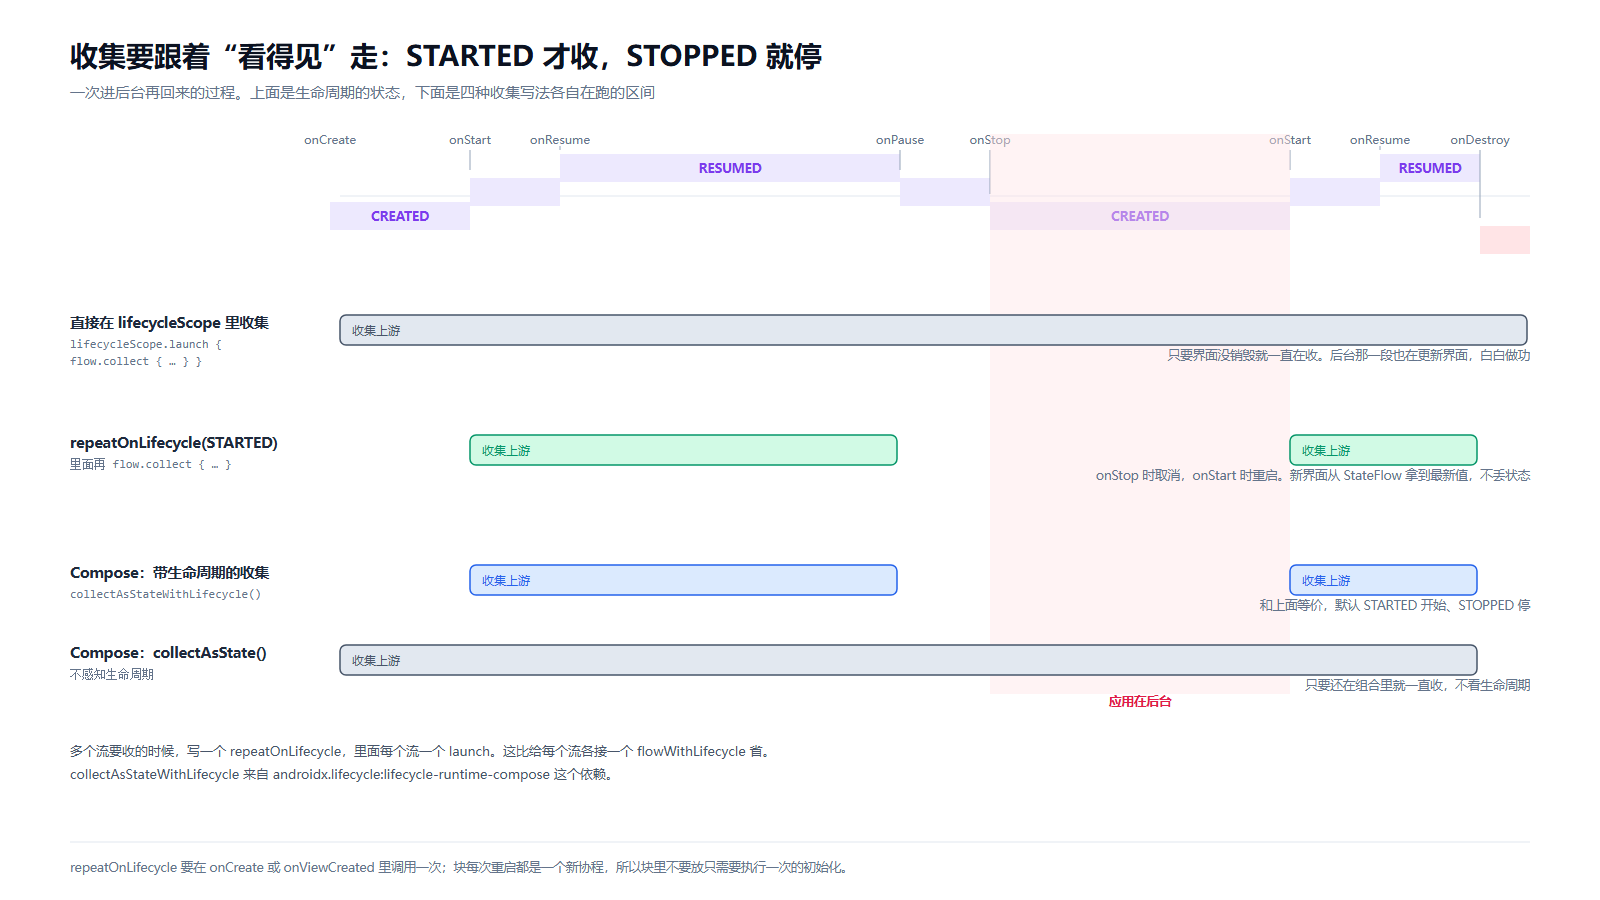 收集要跟着“看得见”走：STARTED 才收，STOPPED 就停
一次进后台再回来的过程。上面是生命周期的状态，下面是四种收集写法各自在跑的区间
onCreate
onStart
onResume
onPause
onStop
onStart
onResume
onDestroy
RESUMED
RESUMED
CREATED
CREATED
直接在 lifecycleScope 里收集
lifecycleScope.launch {
flow.collect { … } }
收集上游
只要界面没销毁就一直在收。后台那一段也在更新界面，白白做功
repeatOnLifecycle(STARTED)
里面再 flow.collect { … }
收集上游
收集上游
onStop 时取消，onStart 时重启。新界面从 StateFlow 拿到最新值，不丢状态
Compose：带生命周期的收集
collectAsStateWithLifecycle()
收集上游
收集上游
和上面等价，默认 STARTED 开始、STOPPED 停
Compose：collectAsState()
不感知生命周期
收集上游
只要还在组合里就一直收，不看生命周期
应用在后台
多个流要收的时候，写一个 repeatOnLifecycle，里面每个流一个 launch。这比给每个流各接一个 flowWithLifecycle 省。
collectAsStateWithLifecycle 来自 androidx.lifecycle:lifecycle-runtime-compose 这个依赖。
repeatOnLifecycle 要在 onCreate 或 onViewCreated 里调用一次；块每次重启都是一个新协程，所以块里不要放只需要执行一次的初始化。